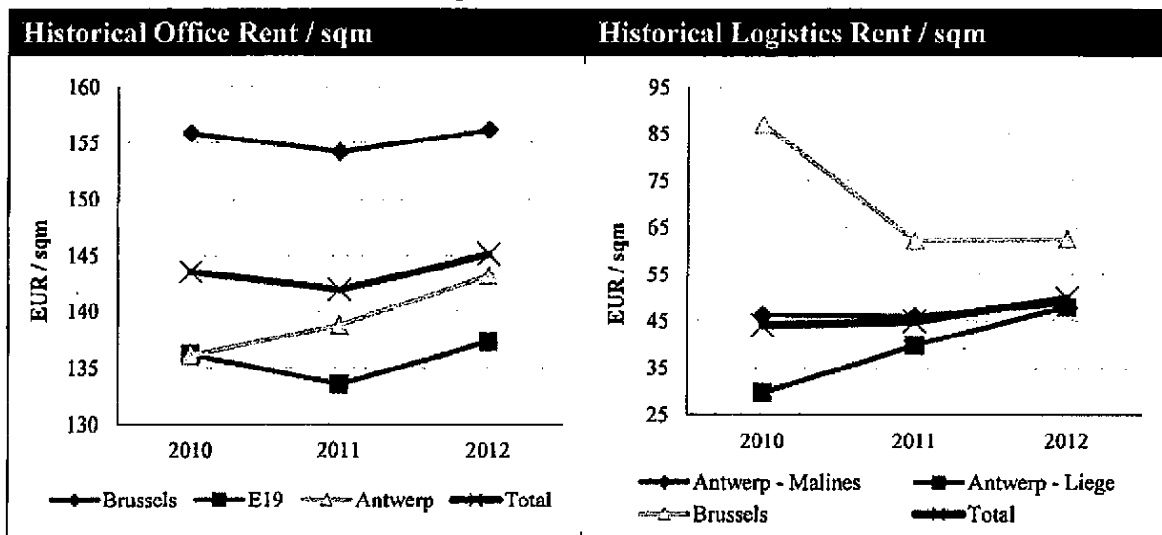 Historical Office Rent / sqm
160
155
150
145
140
135
130
EUR / sqm
2010
2011
2012
Brussels
E19
Antwerp
Total
Historical Logistics Rent / sqm
95
85
75
65
55
45
35
25
EUR / sqm
2010
2011
2012
Antwerp - Malines
Antwerp - Liege
Brussels
Total